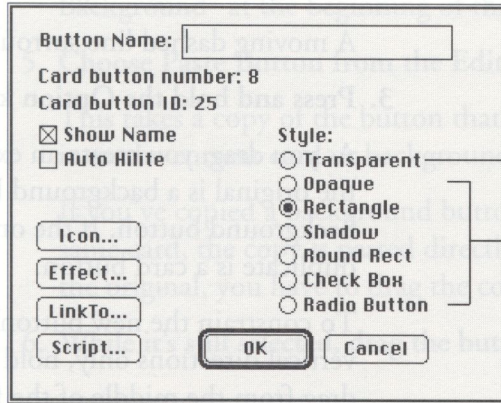 Button Name:
Card button number: 8
Card button ID: 25
Show Name
Auto Hilite
Style:
Transparent
Opaque
Rectangle
Shadow
Round Rect
Check Box
Radio Button
Icon...
Effect...
LinkTo...
Script...
OK
Cancel